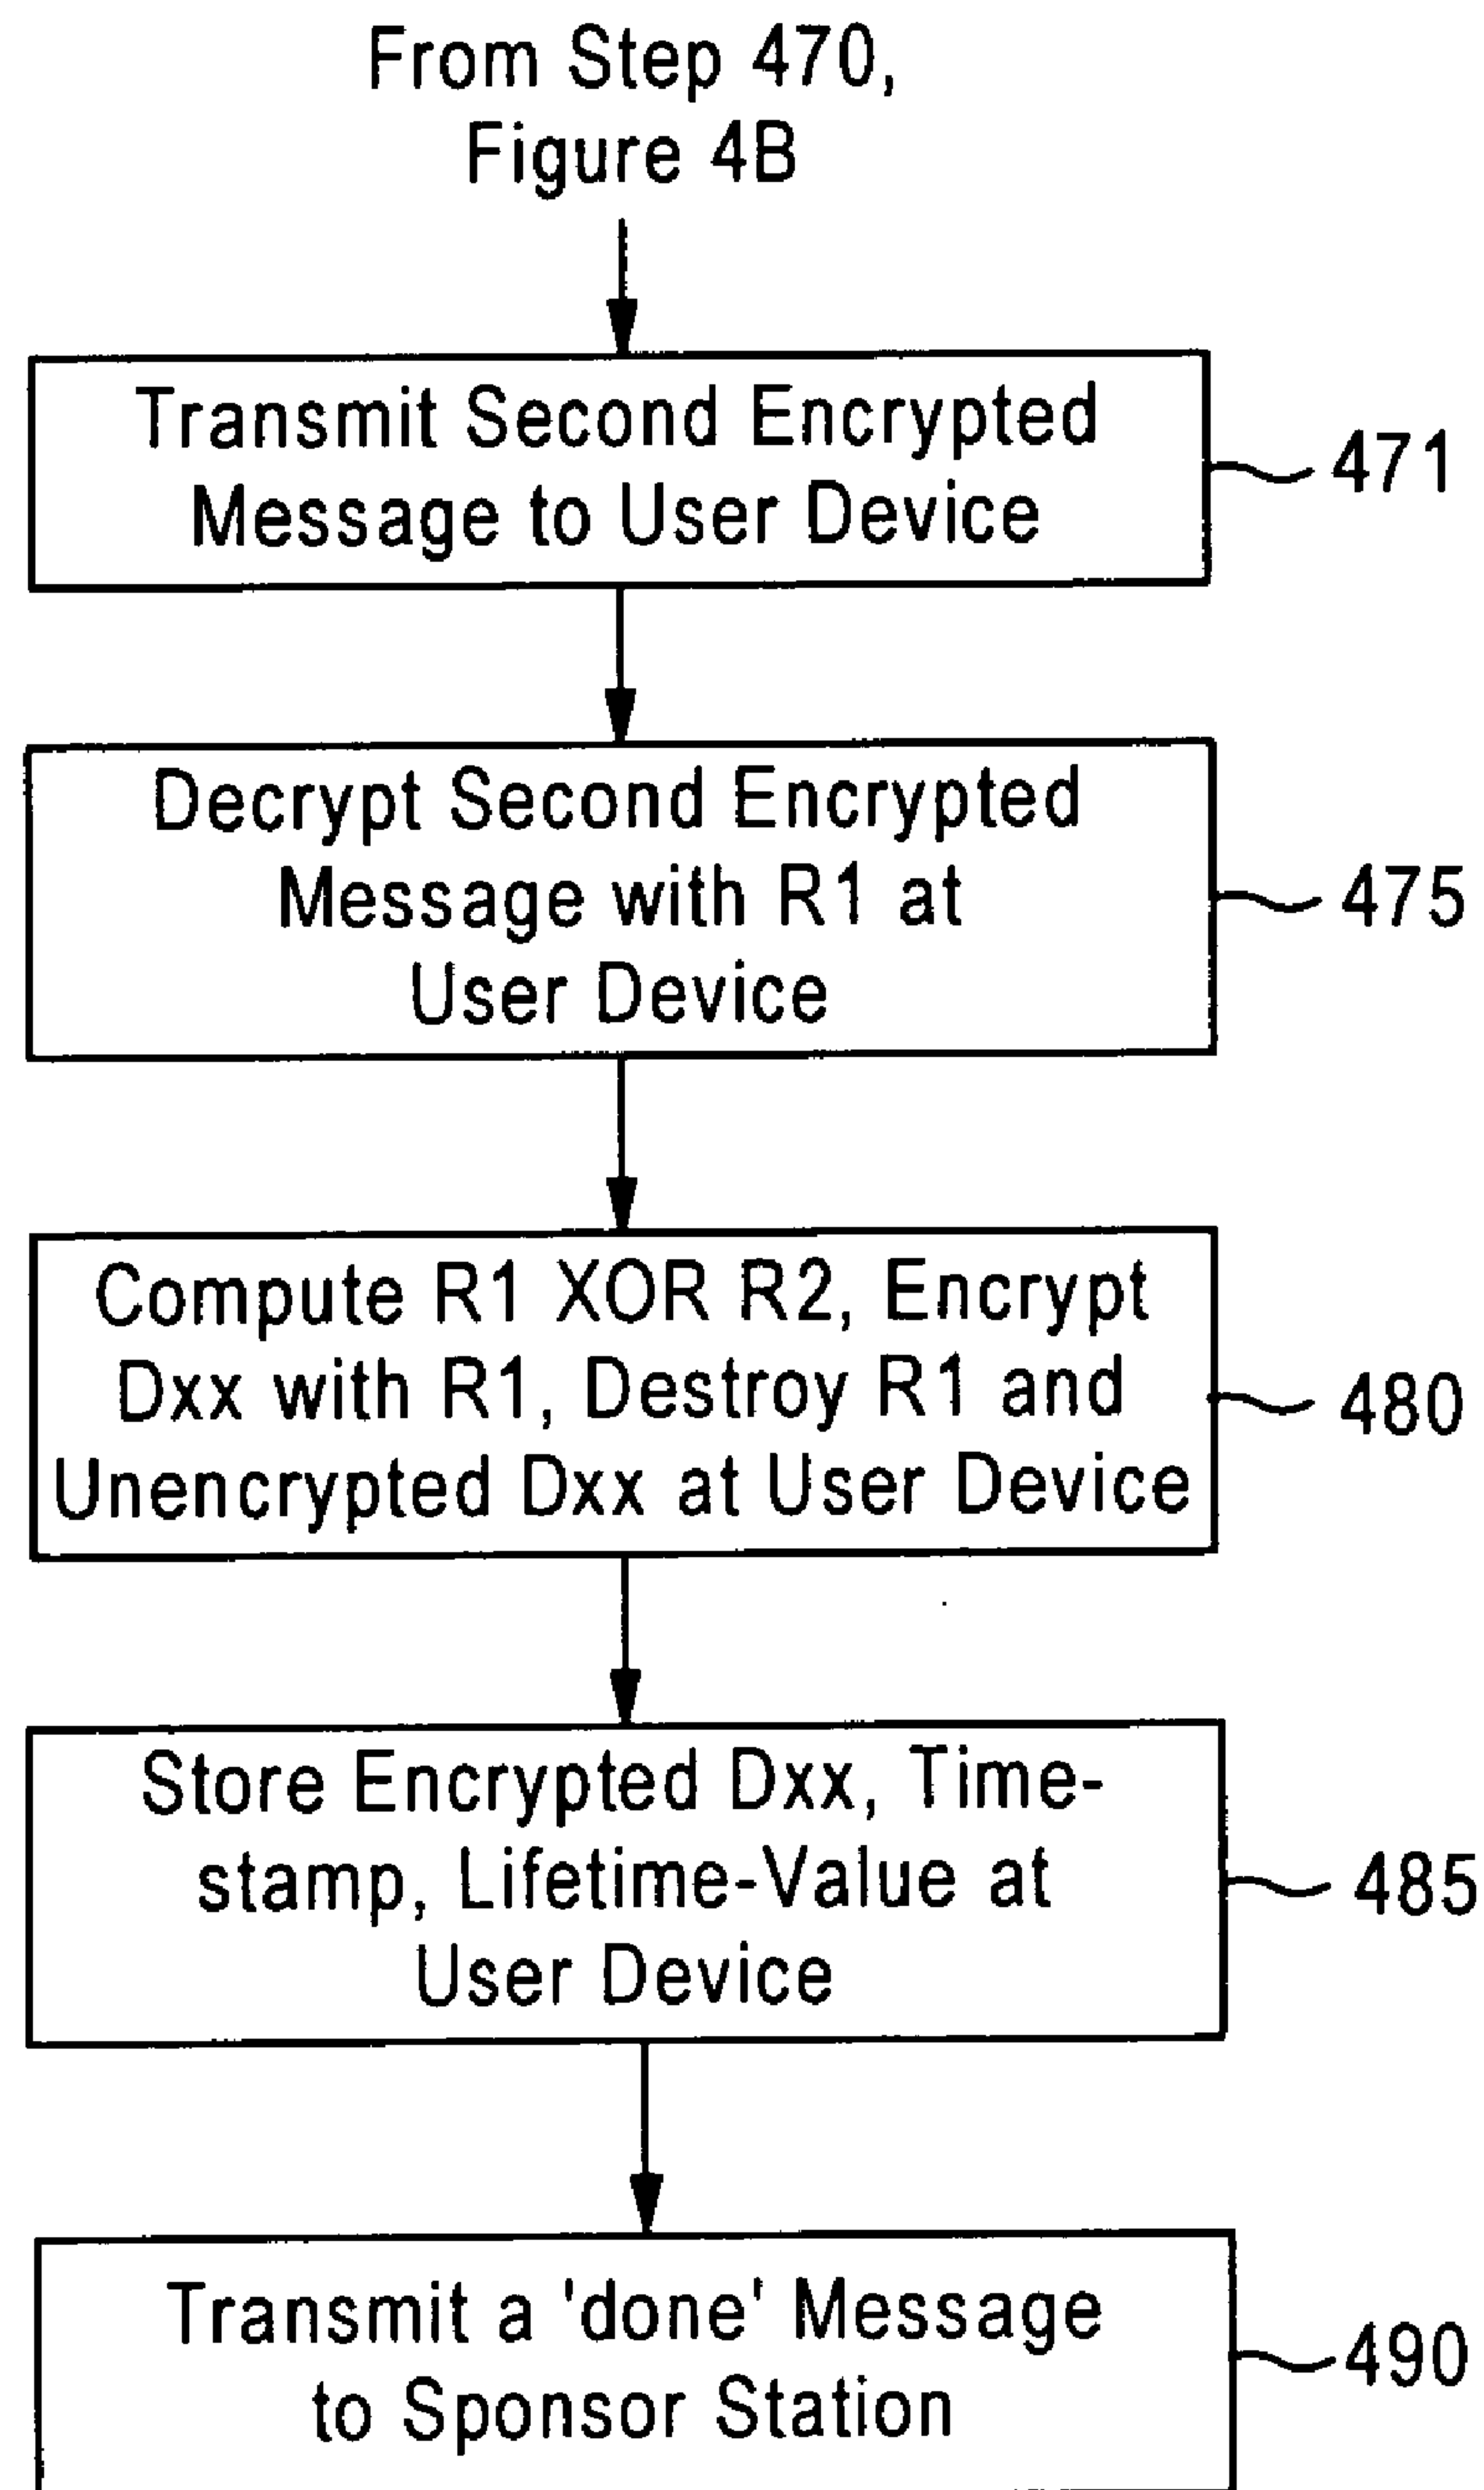 From Step 470,
Figure 4B
Transmit Second Encrypted
Message to User Device
471
Decrypt Second Encrypted
Message with R1 at
User Device
475
Compute R1 XOR R2, Encrypt
Dxx with R1, Destroy R1 and
Unencrypted Dxx at User Device
480
Store Encrypted Dxx, Time-
stamp, Lifetime-Value at
User Device
485
Transmit a 'done' Message
to Sponsor Station
490